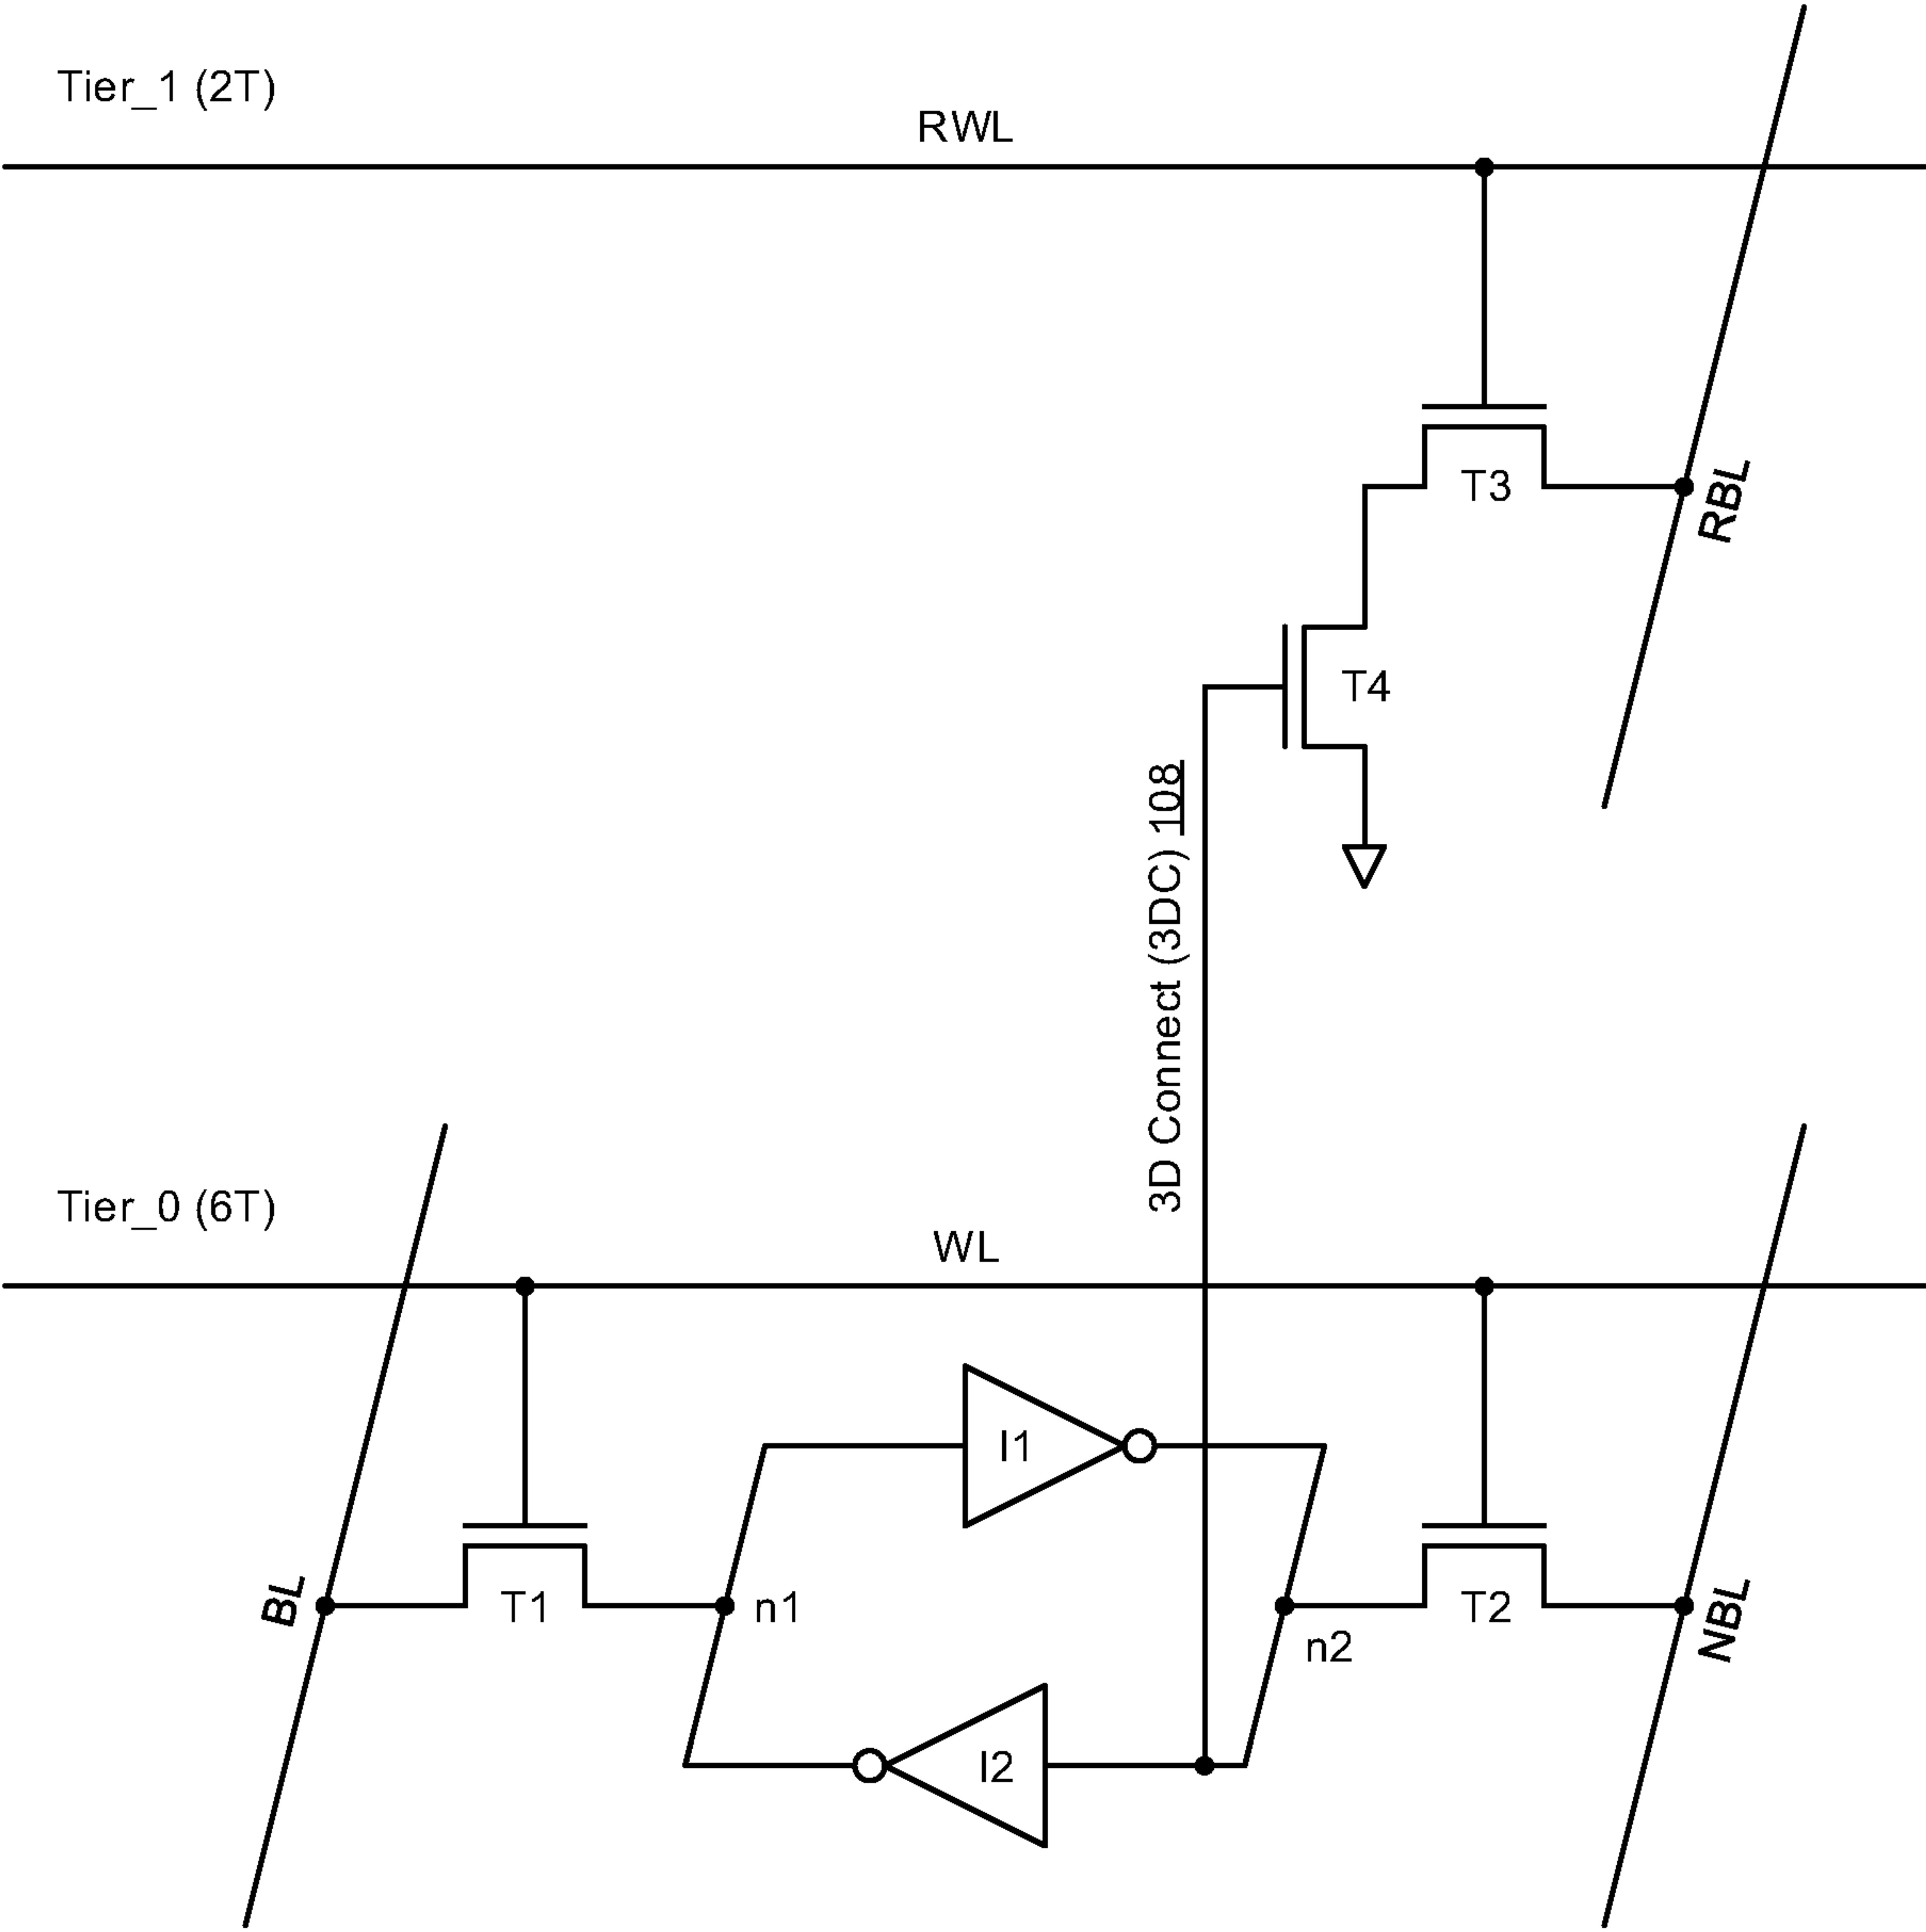 Tier_1 (2T)
RWL
T3
RBL
T4
3D Connect (3DC) 108
Tier_0 (6T)
WL
I1
BL
T1
n1
n2
T2
NBL
I2